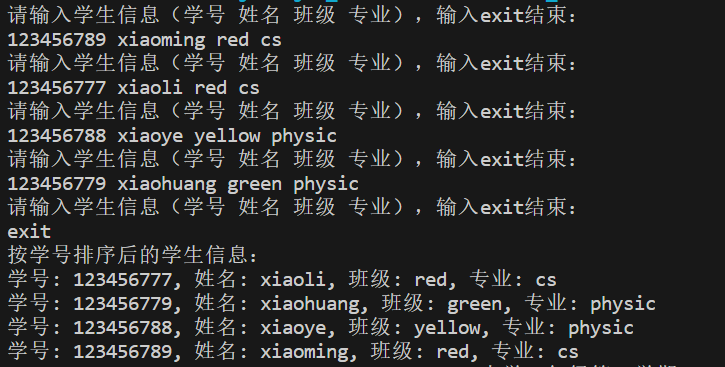 请输入学生信息（学号 姓名 班级 专业），输入exit结束：
123456789 xiaoming red cs
请输入学生信息（学号 姓名 班级 专业），输入exit结束：
123456777 xiaoli red cs
请输入学生信息（学号 姓名 班级 专业），输入exit结束：
123456788 xiaoye yellow physic
请输入学生信息（学号 姓名 班级 专业），输入exit结束：
123456779 xiaohuang green physic
请输入学生信息（学号 姓名 班级 专业），输入exit结束：
exit
按学号排序后的学生信息：
学号: 123456777, 姓名: xiaoli, 班级: red, 专业: cs
学号: 123456779, 姓名: xiaohuang, 班级: green, 专业: physic
学号: 123456788, 姓名: xiaoye, 班级: yellow, 专业: physic
学号: 123456789, 姓名: xiaoming, 班级: red, 专业: cs